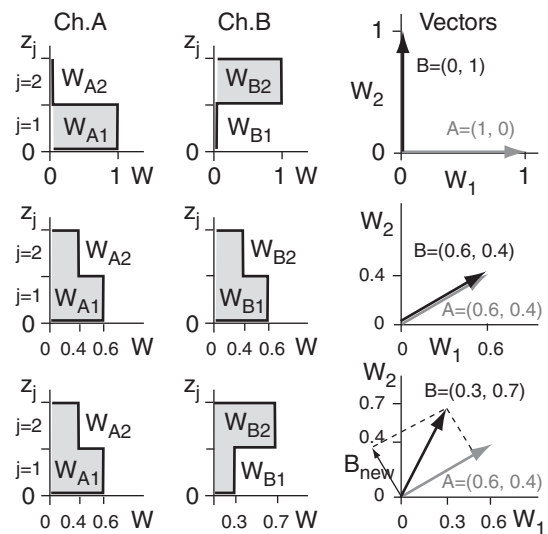 Ch.A Ch.B Vectors
z_j z_j 1 B=(0, 1)
j=2 W_A2 W_B2 W_2
j=1 W_A1 W_B1 A=(1, 0)
0 0 0
0 1 W 0 1 W 0 W_1 1
z_j z_j W_2
j=2 W_A2 W_B2 B=(0.6, 0.4)
j=1 W_A1 W_B1 0.4
0 0 0 A=(0.6, 0.4)
0 0.4 0.6 W 0 0.4 0.6 W 0 W_1 0.6
z_j z_j W_2 B=(0.3, 0.7)
j=2 W_A2 W_B2 0.7
j=1 W_A1 W_B1 0.4
B_new
0 0 0 A=(0.6, 0.4)
0 0.4 0.6 W 0.3 0.7 W 0 0.3 0.6 W_1